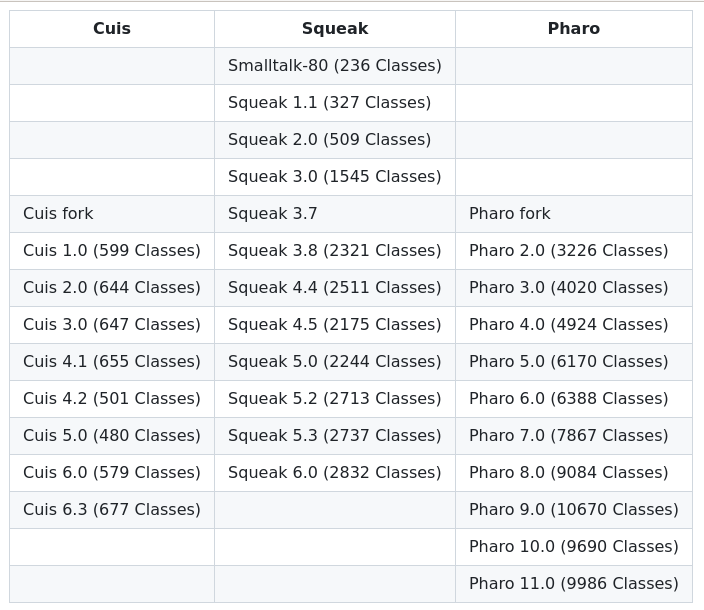 Cuis Squeak Pharo
Smalltalk-80 (236 Classes)
Squeak 1.1 (327 Classes)
Squeak 2.0 (509 Classes)
Squeak 3.0 (1545 Classes)
Cuis fork Squeak 3.7 Pharo fork
Cuis 1.0 (599 Classes) Squeak 3.8 (2321 Classes) Pharo 2.0 (3226 Classes)
Cuis 2.0 (644 Classes) Squeak 4.4 (2511 Classes) Pharo 3.0 (4020 Classes)
Cuis 3.0 (647 Classes) Squeak 4.5 (2175 Classes) Pharo 4.0 (4924 Classes)
Cuis 4.1 (655 Classes) Squeak 5.0 (2244 Classes) Pharo 5.0 (6170 Classes)
Cuis 4.2 (501 Classes) Squeak 5.2 (2713 Classes) Pharo 6.0 (6388 Classes)
Cuis 5.0 (480 Classes) Squeak 5.3 (2737 Classes) Pharo 7.0 (7867 Classes)
Cuis 6.0 (579 Classes) Squeak 6.0 (2832 Classes) Pharo 8.0 (9084 Classes)
Cuis 6.3 (677 Classes) Pharo 9.0 (10670 Classes)
Pharo 10.0 (9690 Classes)
Pharo 11.0 (9986 Classes)